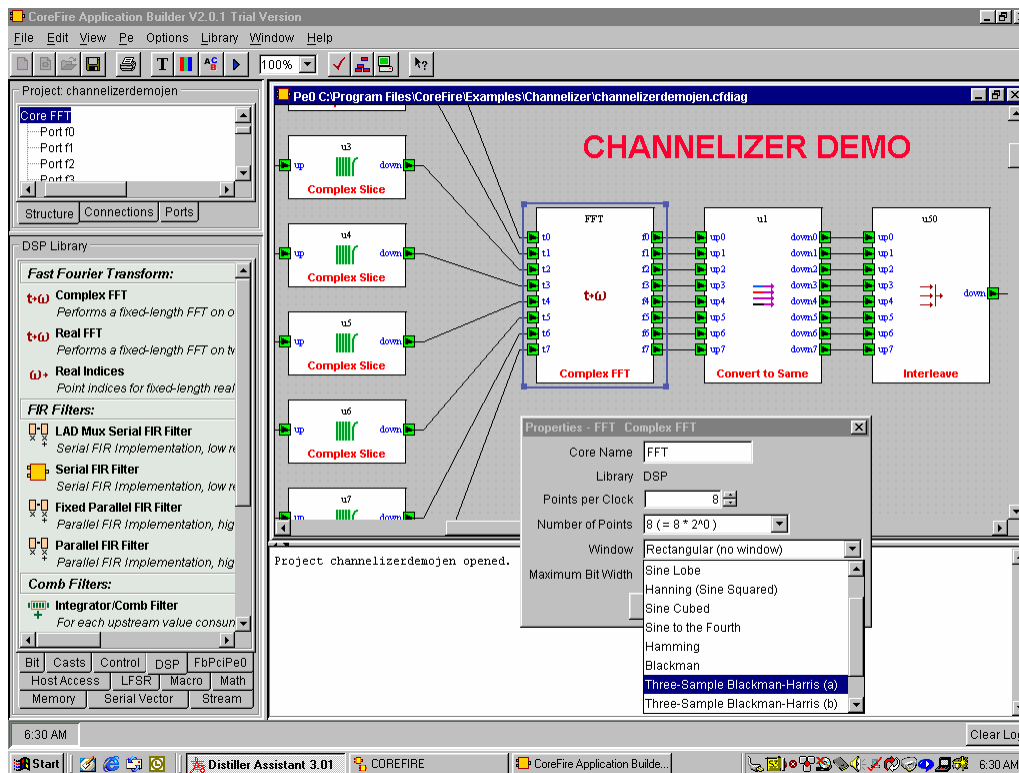 CoreFire Application Builder V2.0.1 Trial Version
File Edit View Pe Options Library Window Help
T
100%
Project: channelizerdemojen
Core FFT
Port f0
Port f1
Port f2
Port f3
Structure Connections Ports
DSP Library
Fast Fourier Transform:
t→ω Complex FFT
Performs a fixed-length FFT on o
t→ω Real FFT
Performs a fixed-length FFT on tw
ω→ Real Indices
Point indices for fixed-length real
FIR Filters:
LAD Mux Serial FIR Filter
Serial FIR Implementation, low re
Serial FIR Filter
Serial FIR Implementation, low re
Fixed Parallel FIR Filter
Parallel FIR Implementation, hig
Parallel FIR Filter
Parallel FIR Implementation, hig
Comb Filters:
Integrator/Comb Filter
For each upstream value consun
Bit Casts Control DSP FbPciPe0
Host Access LFSR Macro Math
Memory Serial Vector Stream
Pe0 C:\Program Files\CoreFire\Examples\Channelizer\channelizerdemojen.cfdiag
CHANNELIZER DEMO
u3
up down
Complex Slice
u4
up down
Complex Slice
u5
up down
Complex Slice
u6
up down
Complex Slice
u7
up down
FFT
t0 f0
t1 f1
t2 f2
t3 f3
t4 f4
t5 f5
t6 f6
t7 f7
t→ω
Complex FFT
u1
up0 down0
up1 down1
up2 down2
up3 down3
up4 down4
up5 down5
up6 down6
up7 down7
Convert to Same
u50
up0
up1
up2
up3
up4
up5
up6
up7
down
Interleave
Properties - FFT Complex FFT
Core Name FFT
Library DSP
Points per Clock 8
Number of Points 8 ( = 8 * 2^0 )
Window Rectangular (no window)
Maximum Bit Width
Sine Lobe
Hanning (Sine Squared)
Sine Cubed
Sine to the Fourth
Hamming
Blackman
Three-Sample Blackman-Harris (a)
Three-Sample Blackman-Harris (b)
Project channelizerdemojen opened.
6:30 AM
Clear Log
Start
Distiller Assistant 3.01
COREFIRE
CoreFire Application Builde...
6:30 AM